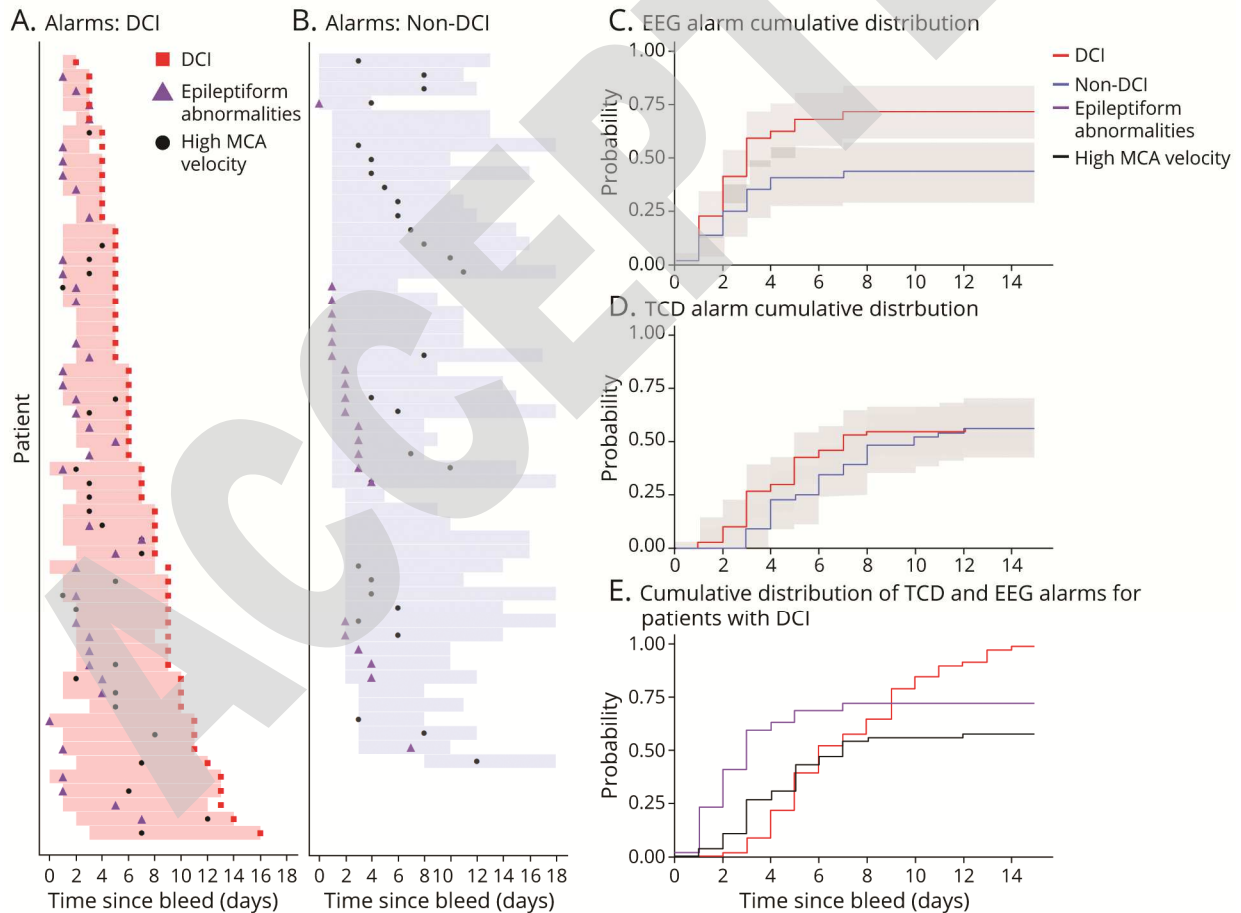 A. Alarms: DCI
DCI
Epileptiform
abnormalities
High MCA
velocity
Patient
0 2 4 6 8 10 12 14 16 18
Time since bleed (days)
B. Alarms: Non-DCI
0 2 4 6 8 10 12 14 16 18
Time since bleed (days)
C. EEG alarm cumulative distribution
1.00
0.75
0.50
0.25
0.00
Probability
0 2 4 6 8 10 12 14
DCI
Non-DCI
Epileptiform
abnormalities
High MCA velocity
D. TCD alarm cumulative distrbution
1.00
0.75
0.50
0.25
0.00
Probability
0 2 4 6 8 10 12 14
E. Cumulative distribution of TCD and EEG alarms for
patients with DCI
1.00
0.75
0.50
0.25
0.00
Probability
0 2 4 6 8 10 12 14
Time since bleed (days)
ACCEPT